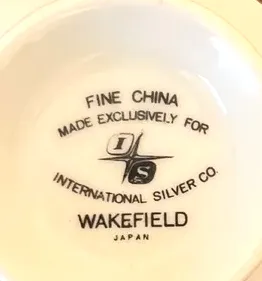 FINE CHINA
MADE EXCLUSIVELY FOR
I
S
INTERNATIONAL SILVER CO.
WAKEFIELD
JAPAN